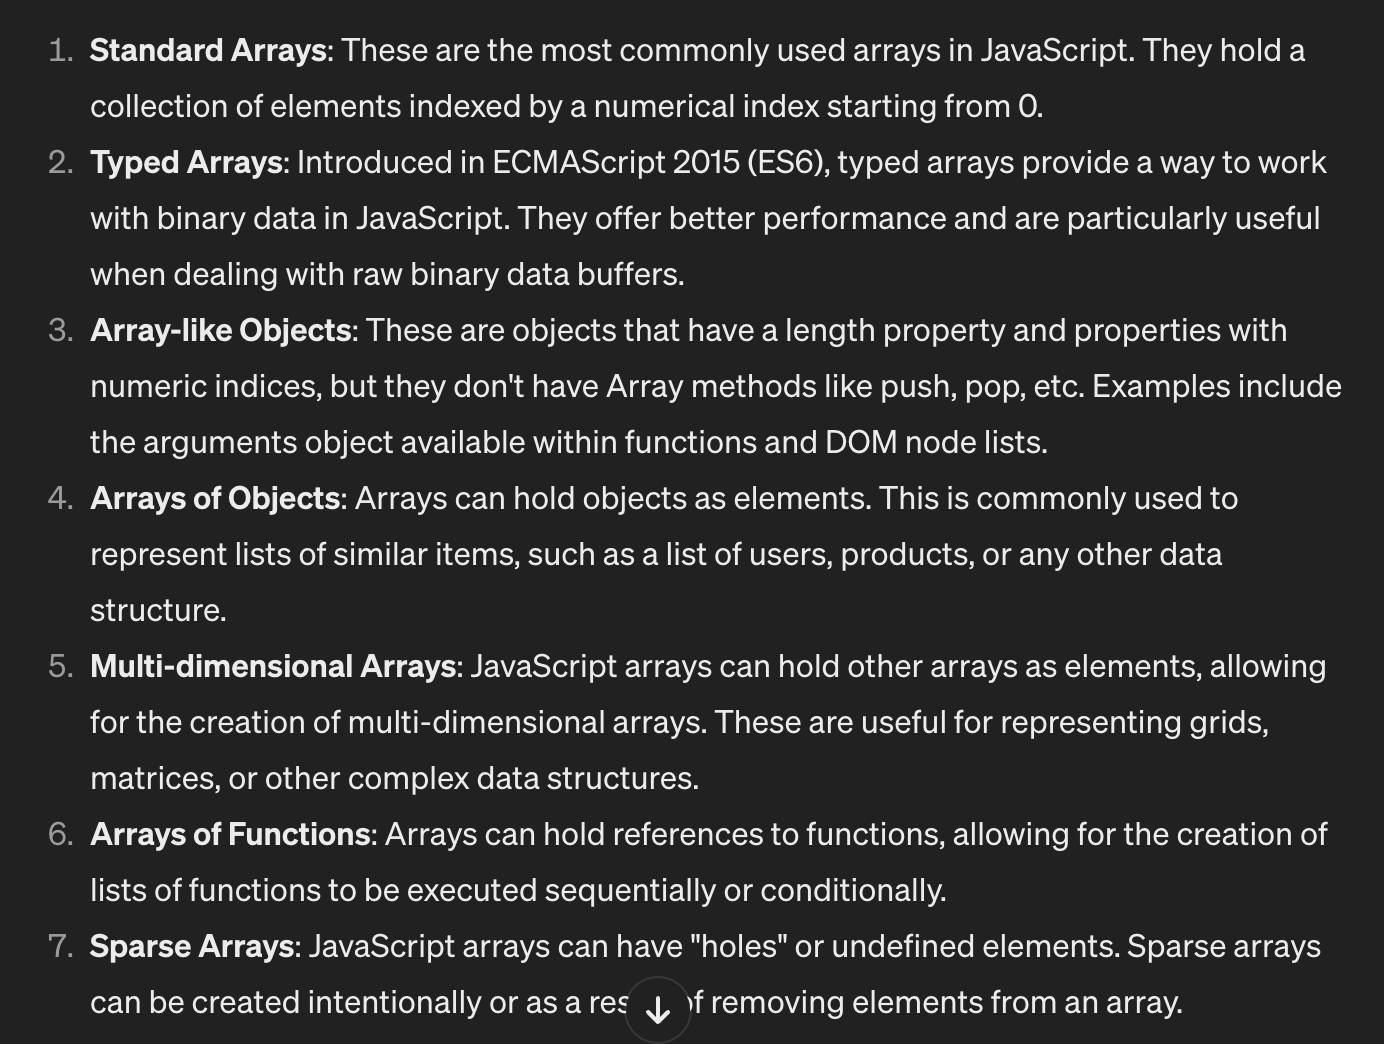 1. Standard Arrays: These are the most commonly used arrays in JavaScript. They hold a
collection of elements indexed by a numerical index starting from 0.
2. Typed Arrays: Introduced in ECMAScript 2015 (ES6), typed arrays provide a way to work
with binary data in JavaScript. They offer better performance and are particularly useful
when dealing with raw binary data buffers.
3. Array-like Objects: These are objects that have a length property and properties with
numeric indices, but they don't have Array methods like push, pop, etc. Examples include
the arguments object available within functions and DOM node lists.
4. Arrays of Objects: Arrays can hold objects as elements. This is commonly used to
represent lists of similar items, such as a list of users, products, or any other data
structure.
5. Multi-dimensional Arrays: JavaScript arrays can hold other arrays as elements, allowing
for the creation of multi-dimensional arrays. These are useful for representing grids,
matrices, or other complex data structures.
6. Arrays of Functions: Arrays can hold references to functions, allowing for the creation of
lists of functions to be executed sequentially or conditionally.
7. Sparse Arrays: JavaScript arrays can have "holes" or undefined elements. Sparse arrays
can be created intentionally or as a removing elements from an array.